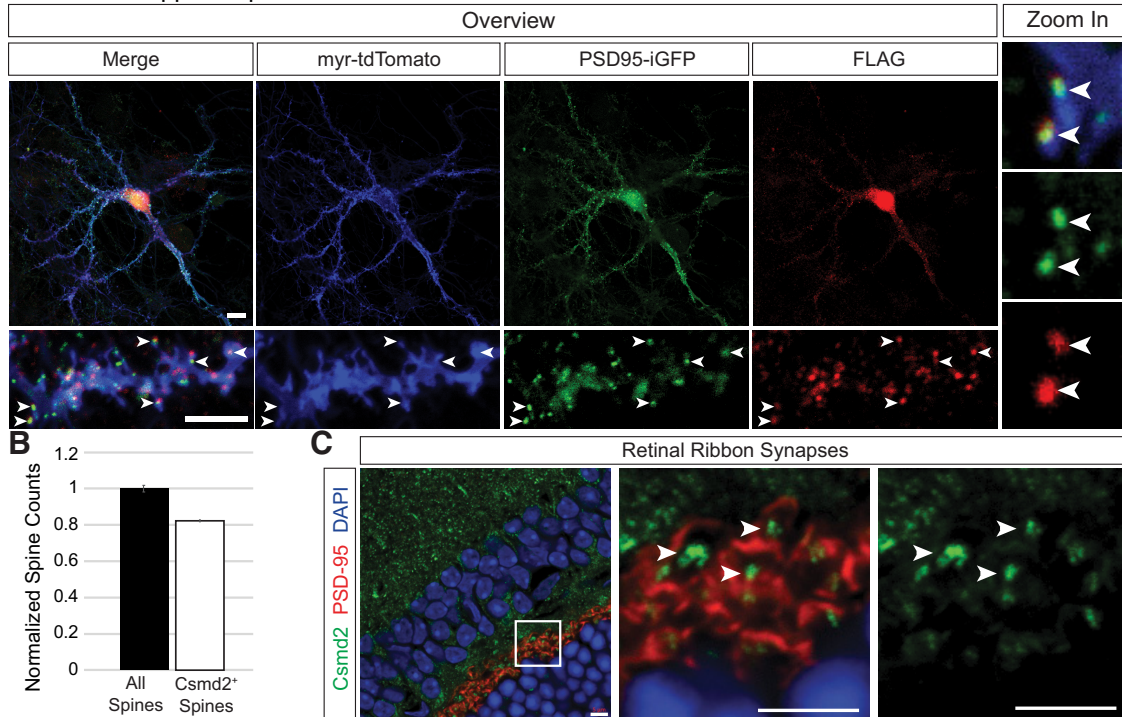 Overview
Zoom In
Merge
myr-tdTomato
PSD95-iGFP
FLAG
B
Normalized Spine Counts
1.2
1
0.8
0.6
0.4
0.2
0
All
Spines
Csmd2⁺
Spines
C
Retinal Ribbon Synapses
Csmd2 PSD-95 DAPI